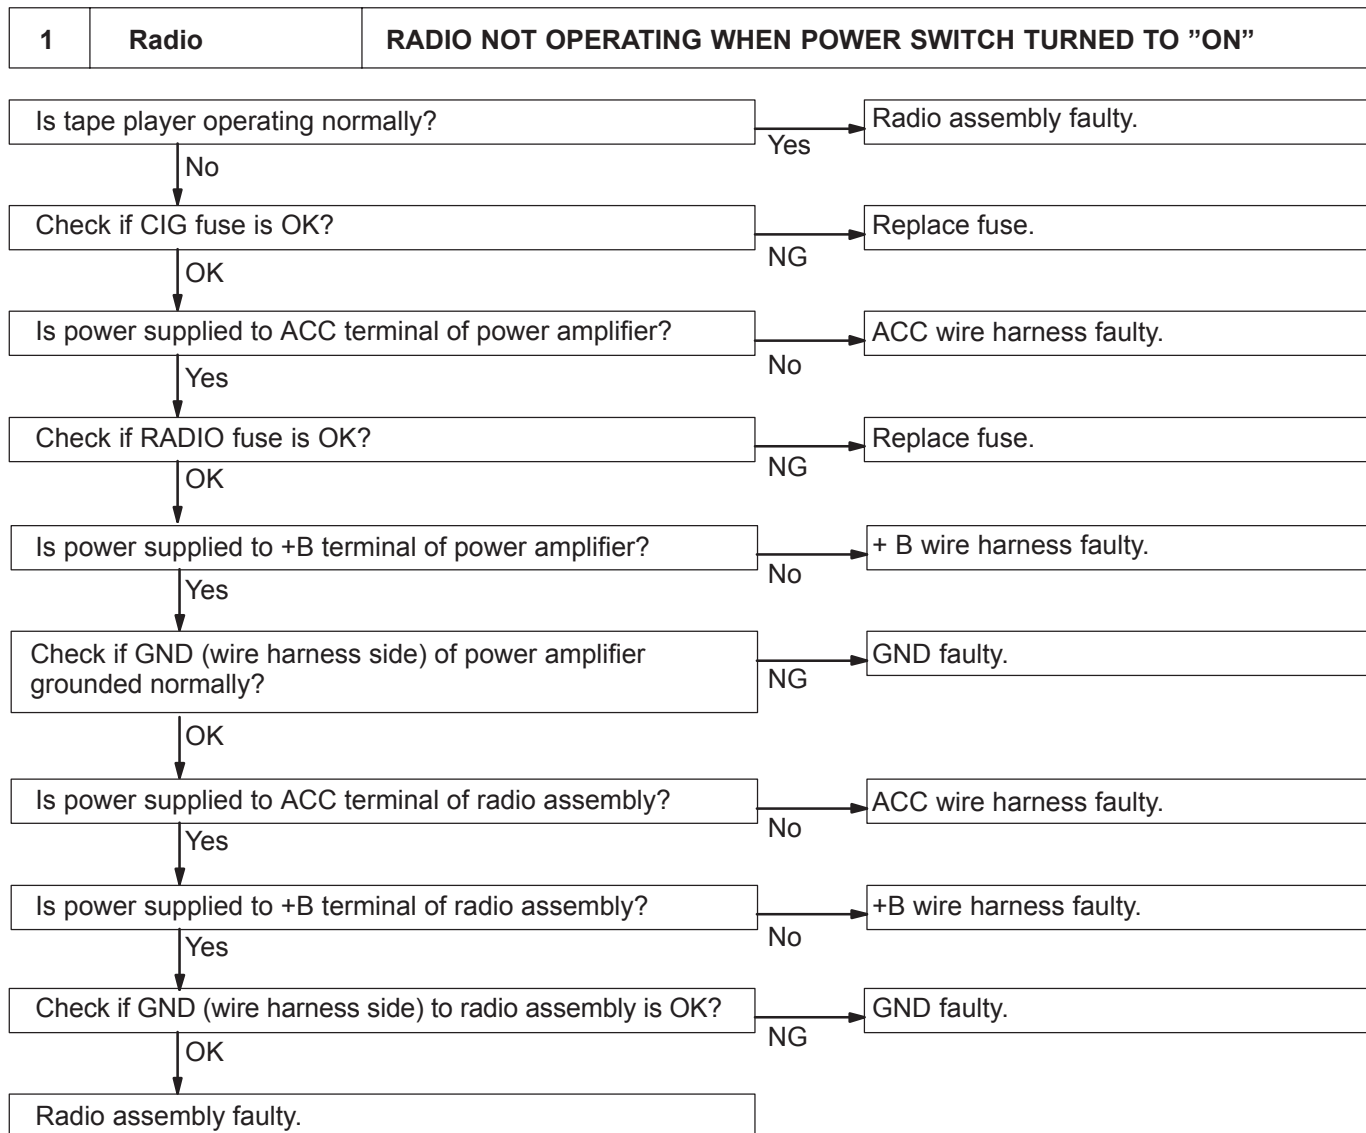 1 Radio RADIO NOT OPERATING WHEN POWER SWITCH TURNED TO ”ON”
Is tape player operating normally?
Yes
Radio assembly faulty.
No
Check if CIG fuse is OK?
NG
Replace fuse.
OK
Is power supplied to ACC terminal of power amplifier?
No
ACC wire harness faulty.
Yes
Check if RADIO fuse is OK?
NG
Replace fuse.
OK
Is power supplied to +B terminal of power amplifier?
No
+ B wire harness faulty.
Yes
Check if GND (wire harness side) of power amplifier
grounded normally?
NG
GND faulty.
OK
Is power supplied to ACC terminal of radio assembly?
No
ACC wire harness faulty.
Yes
Is power supplied to +B terminal of radio assembly?
No
+B wire harness faulty.
Yes
Check if GND (wire harness side) to radio assembly is OK?
NG
GND faulty.
OK
Radio assembly faulty.